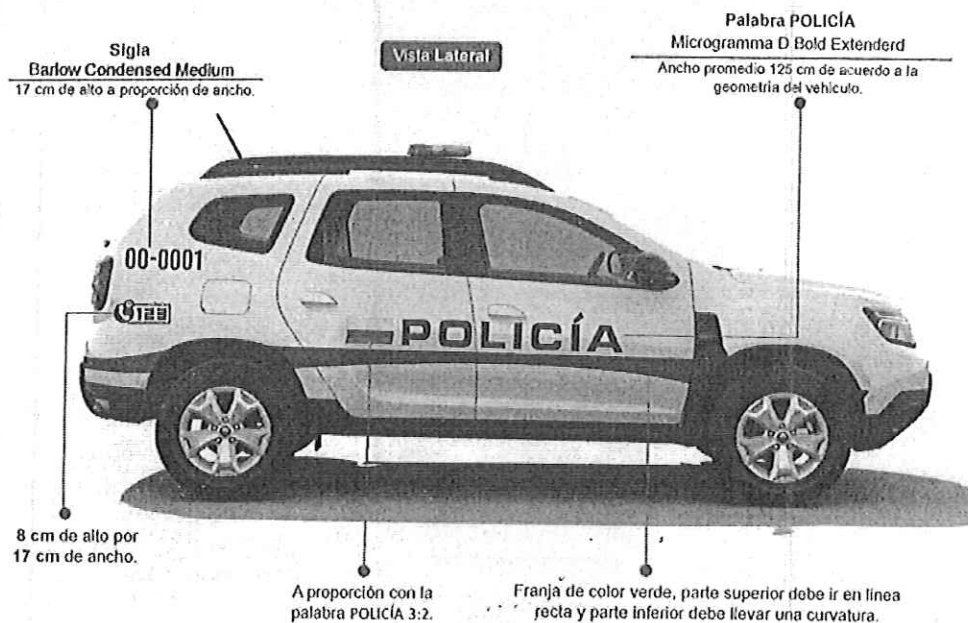 Sigla
Barlow Condensed Medium
17 cm de alto a proporción de ancho.
Vista Lateral
Palabra POLICÍA
Microgramma D Bold Extenderd
Ancho promedio 125 cm de acuerdo a la
geometria del vehículo.
00-0001
123
POLICÍA
8 cm de alto por
17 cm de ancho.
A proporción con la
palabra POLICÍA 3:2.
Franja de color verde, parte superior debe ir en línea
recta y parte inferior debe llevar una curvatura.